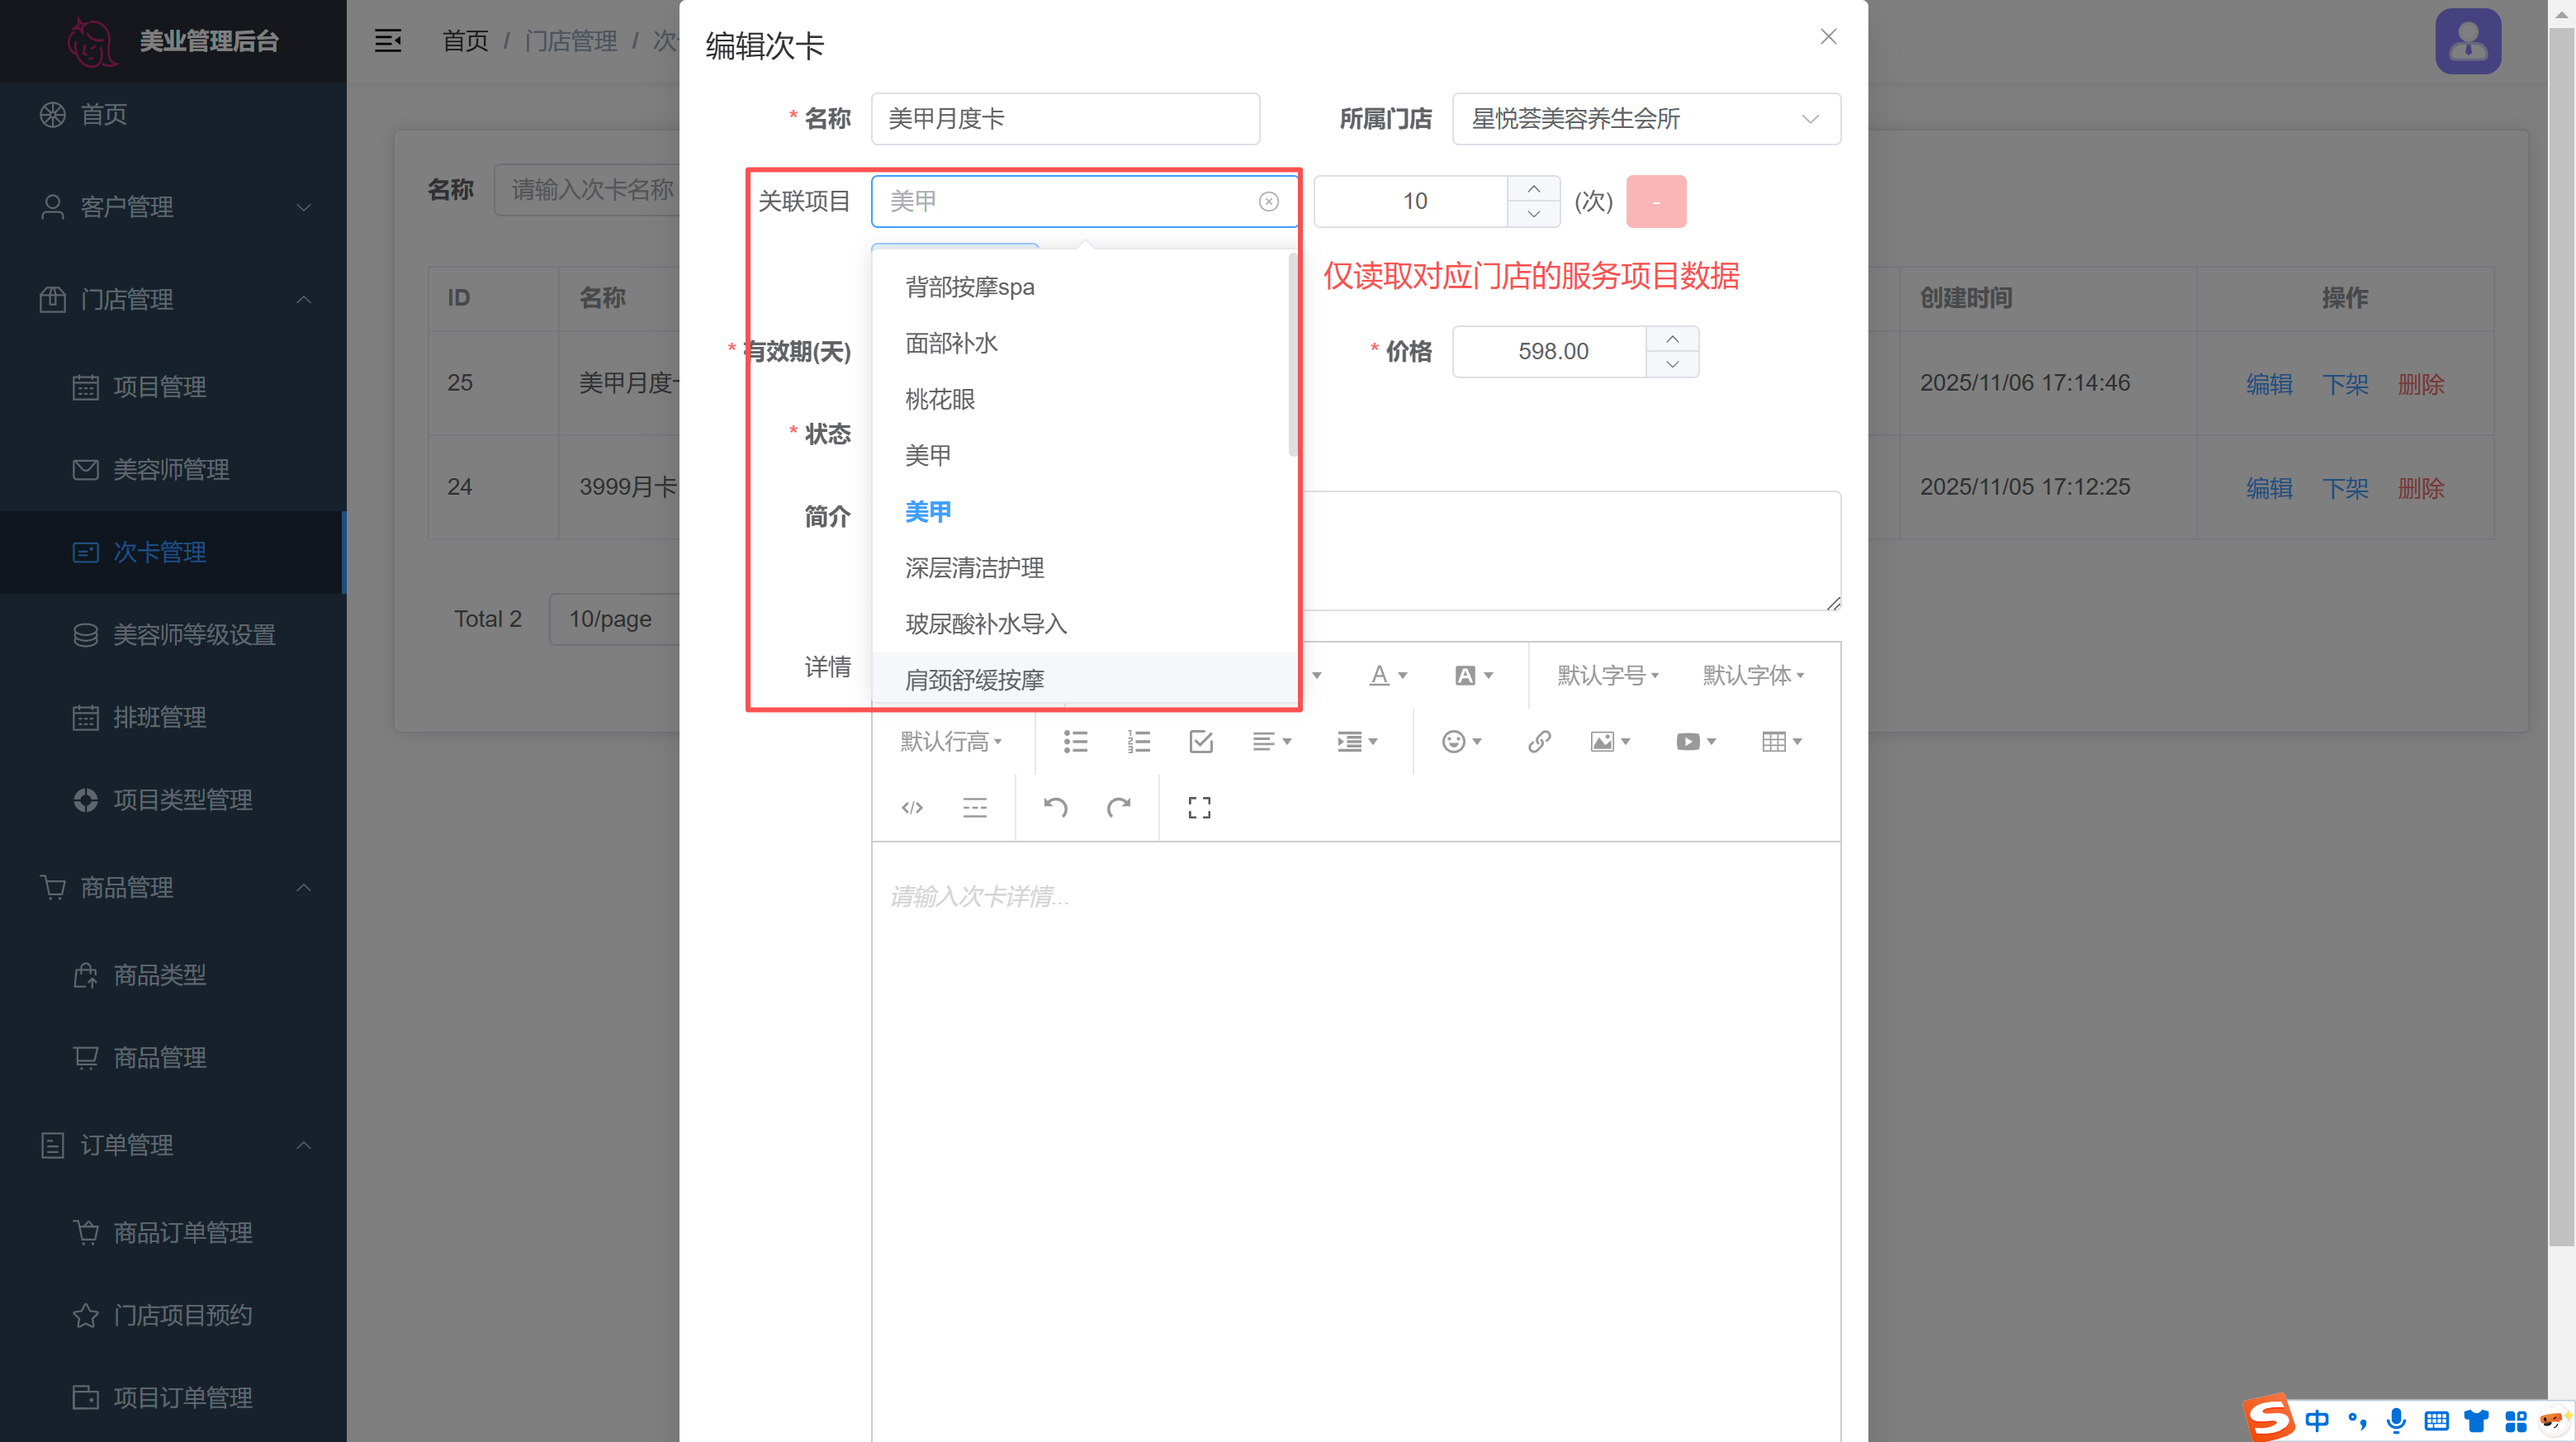 美业管理后台
首页 / 门店管理 / 次
编辑次卡
首页
客户管理
门店管理
项目管理
美容师管理
次卡管理
美容师等级设置
排班管理
项目类型管理
商品管理
商品类型
商品管理
订单管理
商品订单管理
门店项目预约
项目订单管理
名称 请输入次卡名称
ID 名称 创建时间 操作
25 美甲月度 2025/11/06 17:14:46 编辑 下架 删除
24 3999月卡 2025/11/05 17:12:25 编辑 下架 删除
Total 2 10/page
* 名称 美甲月度卡 所属门店 星悦荟美容养生会所
关联项目 美甲 10 (次) -
仅读取对应门店的服务项目数据
背部按摩spa
面部补水
桃花眼
美甲
美甲
深层清洁护理
玻尿酸补水导入
肩颈舒缓按摩
* 有效期(天) * 价格 598.00
* 状态
简介
详情
A A 默认字号 默认字体
默认行高
请输入次卡详情...
S 中